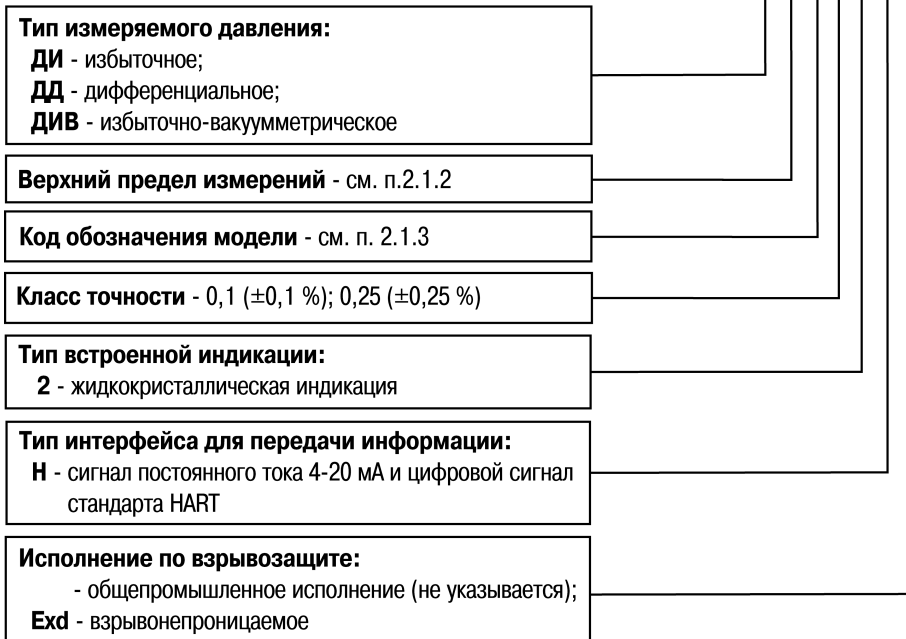 Тип измеряемого давления:
ДИ - избыточное;
ДД - дифференциальное;
ДИВ - избыточно-вакуумметрическое
Верхний предел измерений - см. п.2.1.2
Код обозначения модели - см. п. 2.1.3
Класс точности - 0,1 (±0,1 %); 0,25 (±0,25 %)
Тип встроенной индикации:
2 - жидкокристаллическая индикация
Тип интерфейса для передачи информации:
Н - сигнал постоянного тока 4-20 мА и цифровой сигнал
стандарта HART
Исполнение по взрывозащите:
- общепромышленное исполнение (не указывается);
Exd - взрывонепроницаемое